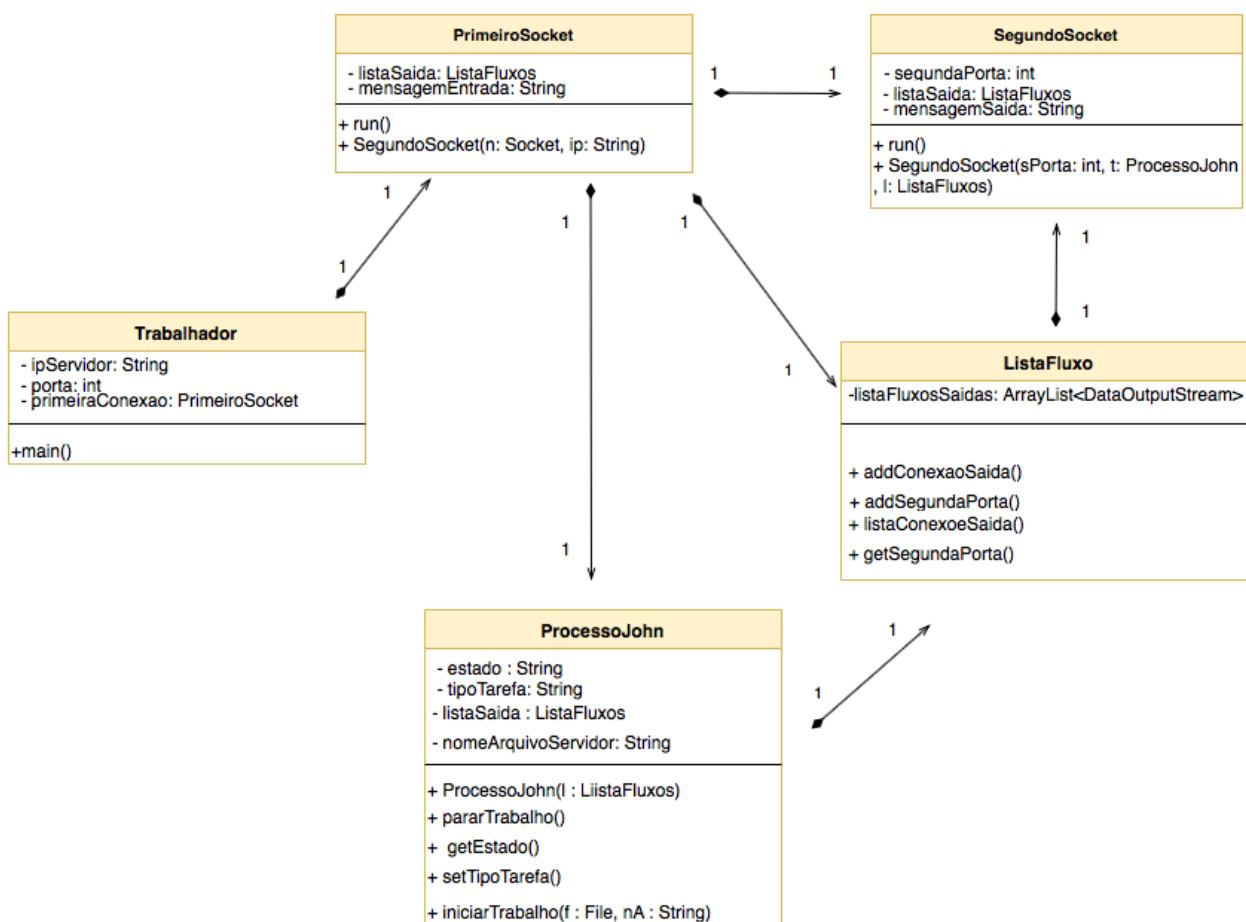 PrimeiroSocket
- listaSaida: ListaFluxos
- mensagemEntrada: String
+ run()
+ SegundoSocket(n: Socket, ip: String)
1
1
SegundoSocket
- segundaPorta: int
- listaSaida: ListaFluxos
- mensagemSaida: String
+ run()
+ SegundoSocket(sPorta: int, t: ProcessoJohn
, l: ListaFluxos)
1
1
1
1
1
1
1
1
Trabalhador
- ipServidor: String
- porta: int
- primeiraConexao: PrimeiroSocket
+main()
ListaFluxo
-listaFluxosSaidas: ArrayList<DataOutputStream>
+ addConexaoSaida()
+ addSegundaPorta()
+ listaConexoeSaida()
+ getSegundaPorta()
1
1
ProcessoJohn
- estado : String
- tipoTarefa: String
- listaSaida : ListaFluxos
- nomeArquivoServidor: String
+ ProcessoJohn(l : LiistaFluxos)
+ pararTrabalho()
+ getEstado()
+ setTipoTarefa()
+ iniciarTrabalho(f : File, nA : String)